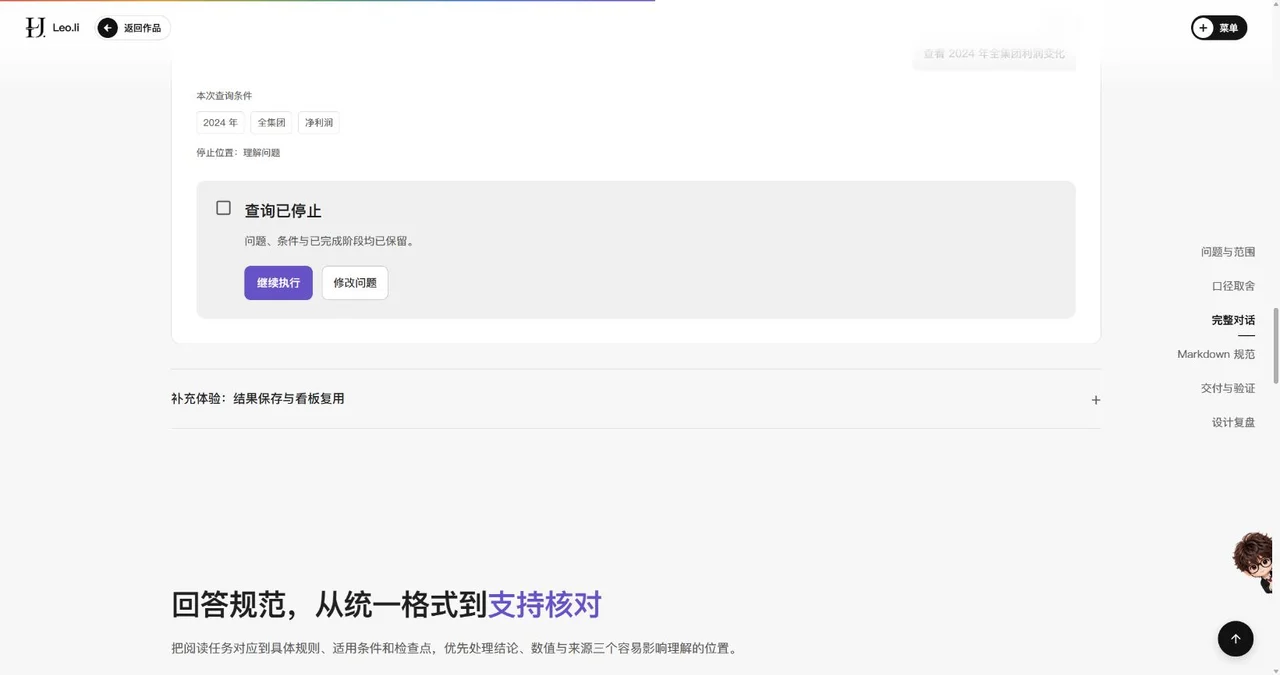 Leo.li
返回作品
菜单
查看 2024 年全集团利润变化
本次查询条件
2024 年
全集团
净利润
停止位置：理解问题
查询已停止
问题、条件与已完成阶段均已保留。
继续执行
修改问题
补充体验：结果保存与看板复用
问题与范围
口径取舍
完整对话
Markdown 规范
交付与验证
设计复盘
回答规范，从统一格式到支持核对
把阅读任务对应到具体规则、适用条件和检查点，优先处理结论、数值与来源三个容易影响理解的位置。